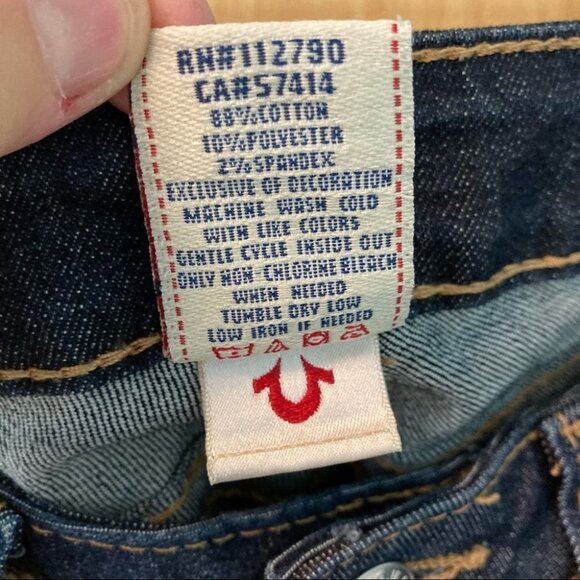 RN#112790
CA#57414
88%COTTON
10%POLYESTER
2%SPANDEX
EXCLUSIVE OF DECORATION
MACHINE WASH COLD
WITH LIKE COLORS
GENTLE CYCLE INSIDE OUT
ONLY NON-CHLORINE BLEACH
WHEN NEEDED
TUMBLE DRY LOW
LOW IRON IF NEEDED